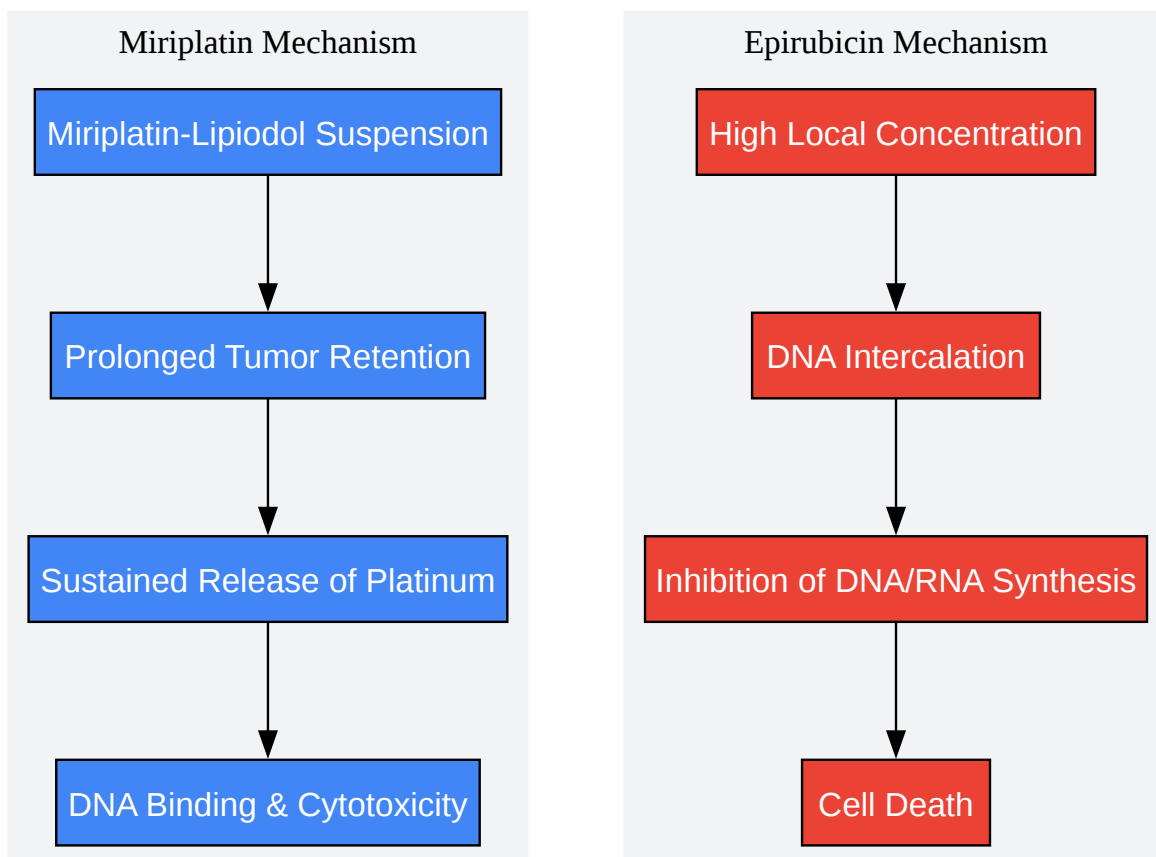 Miriplatin Mechanism
Miriplatin-Lipiodol Suspension
Prolonged Tumor Retention
Sustained Release of Platinum
DNA Binding & Cytotoxicity
Epirubicin Mechanism
High Local Concentration
DNA Intercalation
Inhibition of DNA/RNA Synthesis
Cell Death